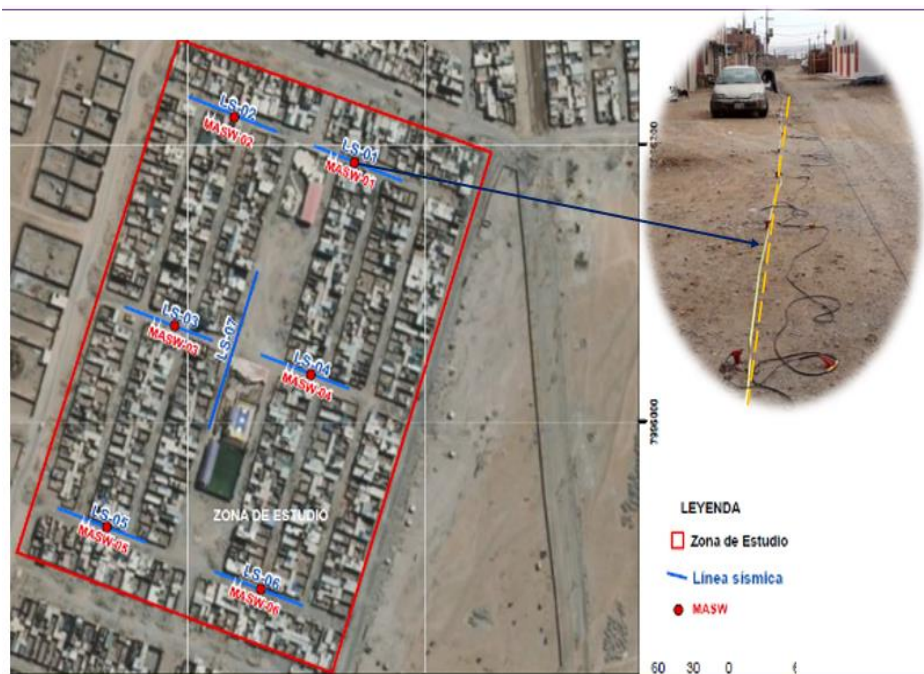 LS-02
MASW-02
LS-01
MASW-01
LS-03
MASW-03
LS-07
LS-04
MASW-04
7996000
ZONA DE ESTUDIO
LS-05
MASW-05
LS-06
MASW-06
LEYENDA
Zona de Estudio
Línea sísmica
MASW
60 30 0 6